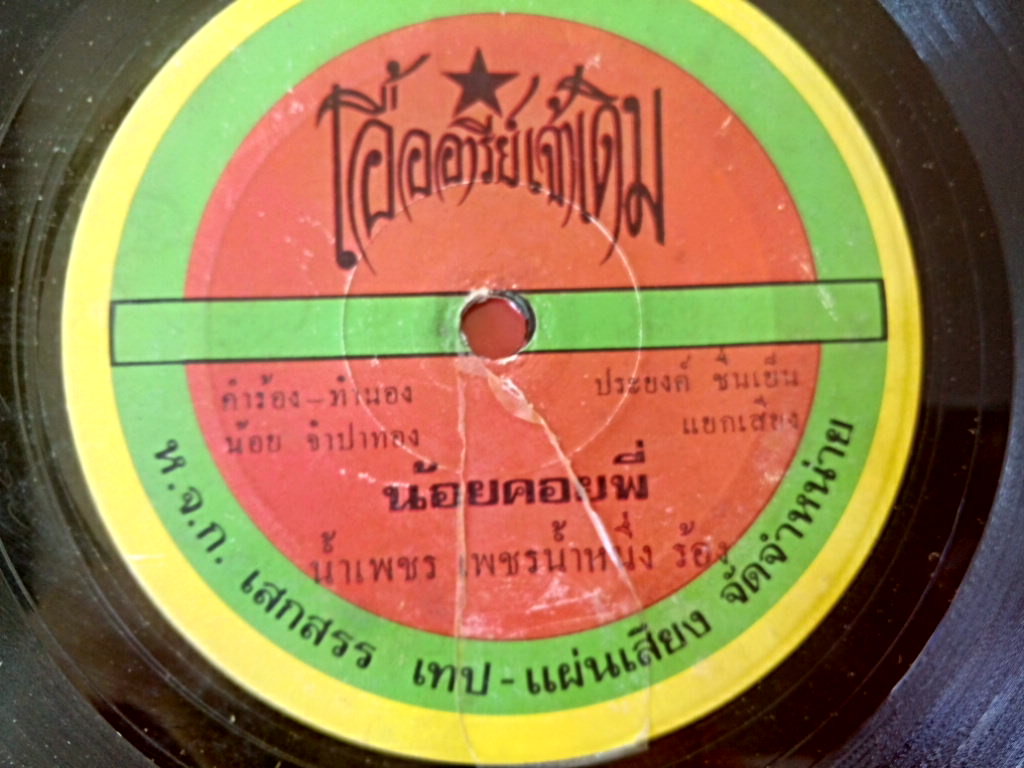 โอ้ออารีย์เจ้าเดิม
คำร้อง-ทำนอง
น้อย จำปาทอง
ประยงค์ ชื่นเย็น
แยกเสียง
น้อยคอยพี่
น้ำเพชร เพชรน้ำหนึ่ง ร้อง
ห.จ.ก. เสกสรร เทป-แผ่นเสียง จัดจำหน่าย